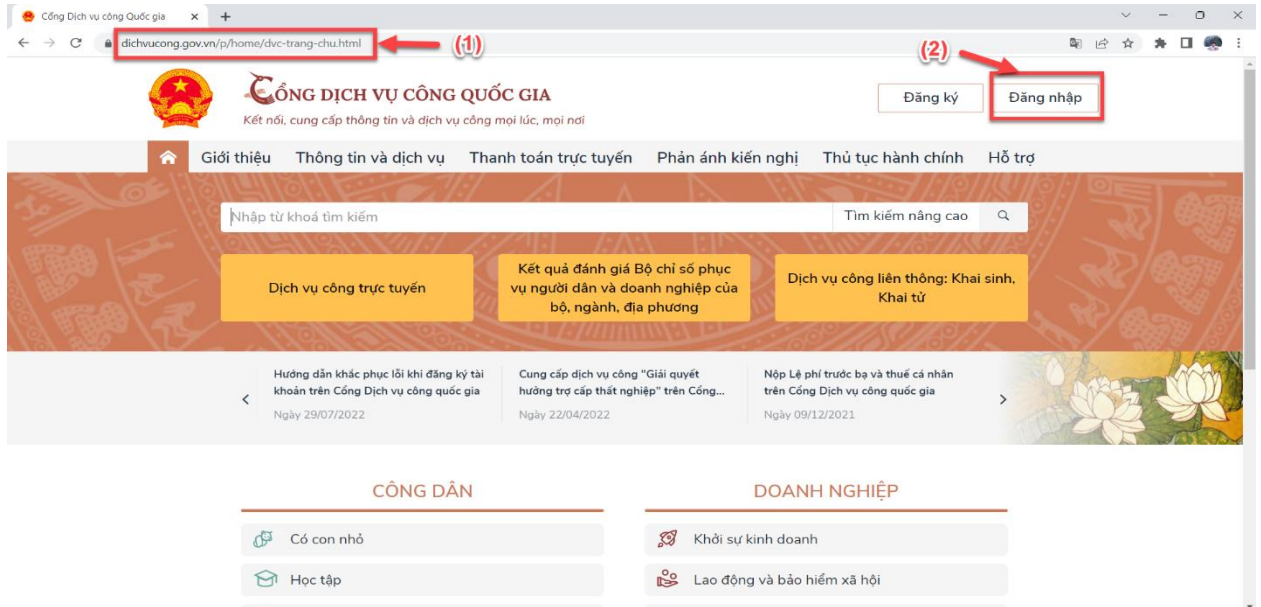 Cổng Dịch vụ công Quốc gia
dichvucong.gov.vn/p/home/dvc-trang-chu.html
(1)
(2)
CỔNG DỊCH VỤ CÔNG QUỐC GIA
Kết nối, cung cấp thông tin và dịch vụ công mọi lúc, mọi nơi
Đăng ký
Đăng nhập
Giới thiệu Thông tin và dịch vụ Thanh toán trực tuyến Phản ánh kiến nghị Thủ tục hành chính Hỗ trợ
Nhập từ khoá tìm kiếm
Tìm kiếm nâng cao
Dịch vụ công trực tuyến
Kết quả đánh giá Bộ chỉ số phục
vụ người dân và doanh nghiệp của
bộ, ngành, địa phương
Dịch vụ công liên thông: Khai sinh,
Khai tử
Hướng dẫn khắc phục lỗi khi đăng ký tài
khoản trên Cổng Dịch vụ công quốc gia
Ngày 29/07/2022
Cung cấp dịch vụ công "Giải quyết
hưởng trợ cấp thất nghiệp" trên Cổng...
Ngày 22/04/2022
Nộp Lệ phí trước bạ và thuế cá nhân
trên Cổng Dịch vụ công quốc gia
Ngày 09/12/2021
CÔNG DÂN
Có con nhỏ
Học tập
DOANH NGHIỆP
Khởi sự kinh doanh
Lao động và bảo hiểm xã hội